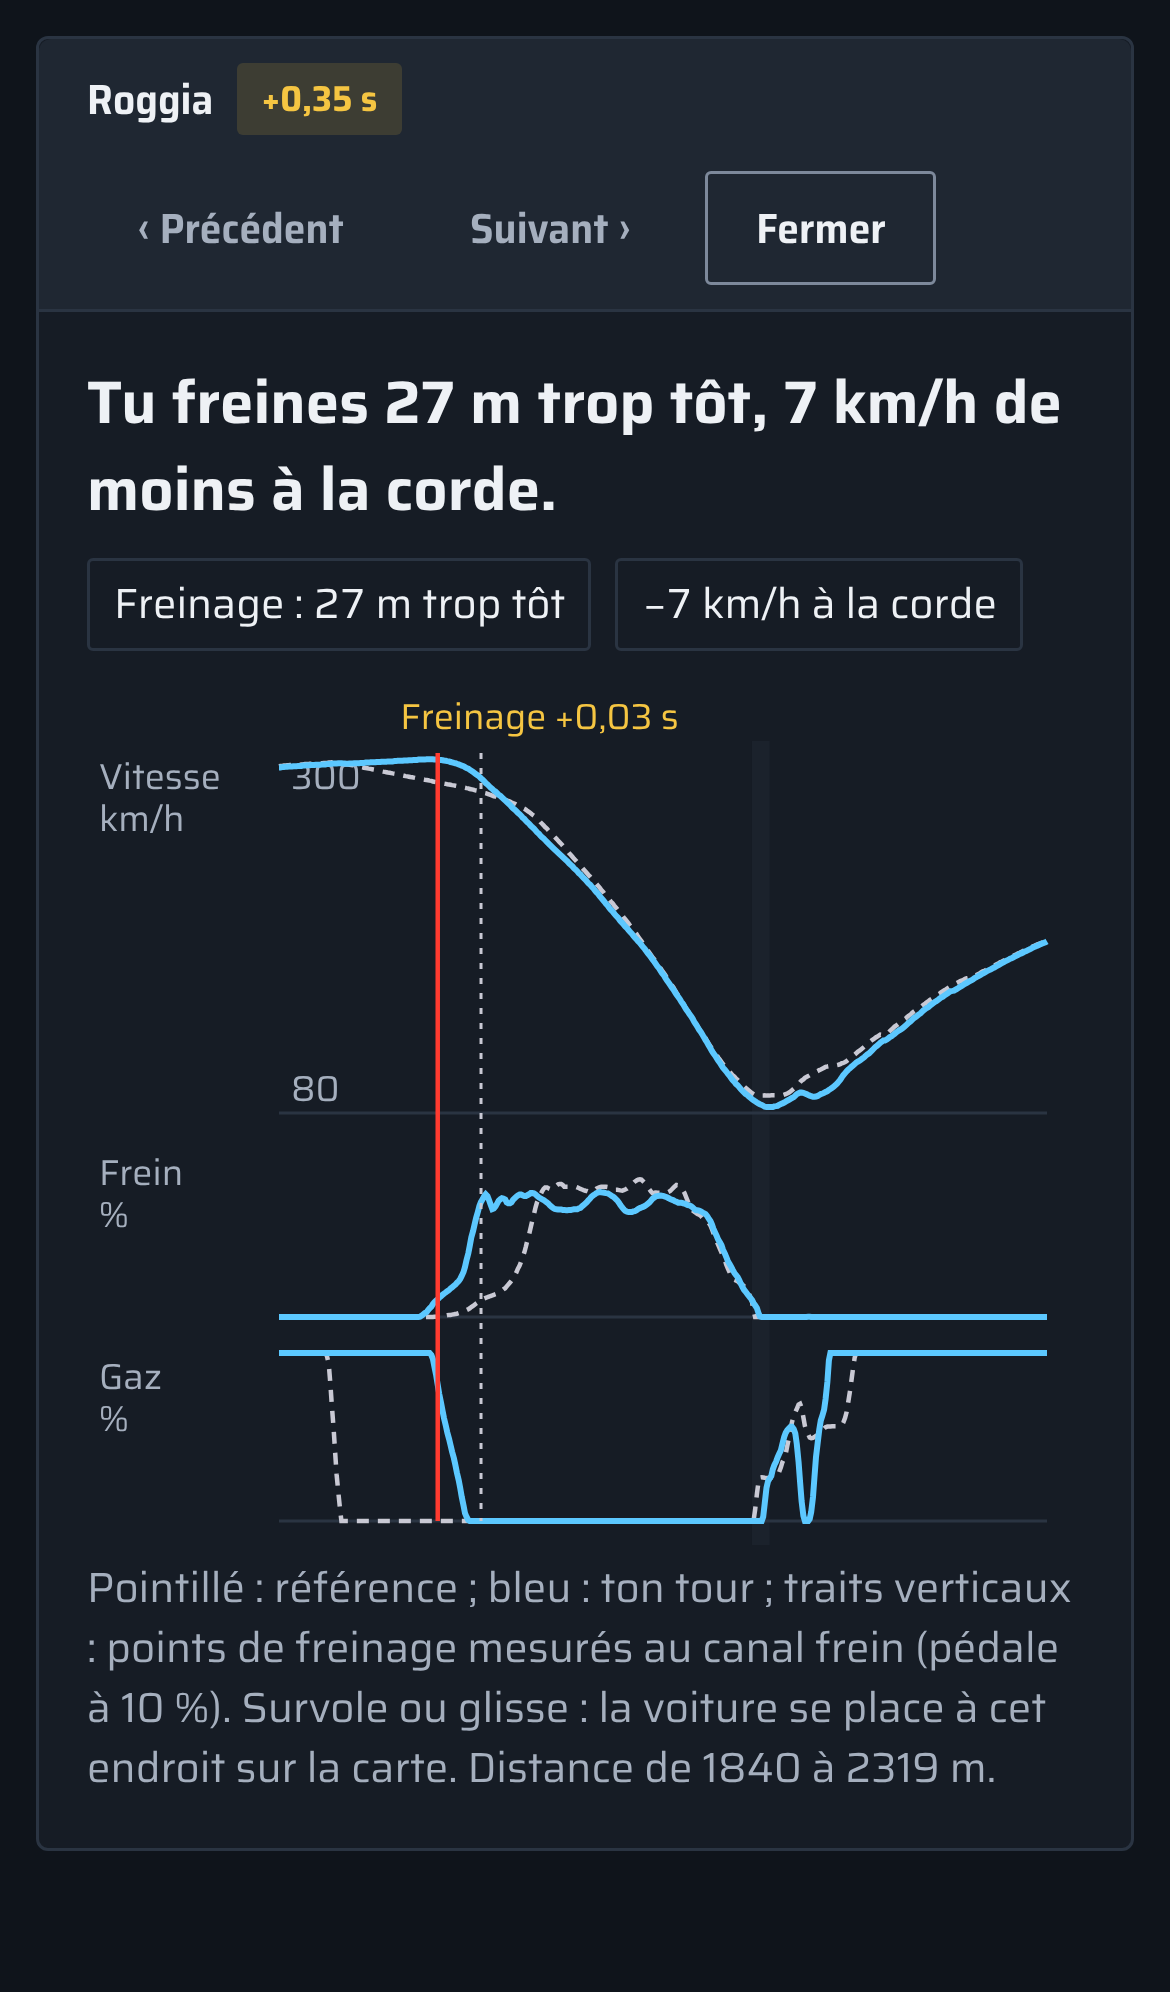 Roggia +0,35 s
‹ Précédent Suivant › Fermer
Tu freines 27 m trop tôt, 7 km/h de
moins à la corde.
Freinage : 27 m trop tôt −7 km/h à la corde
Freinage +0,03 s
Vitesse
km/h
300
80
Frein
%
Gaz
%
Pointillé : référence ; bleu : ton tour ; traits verticaux
: points de freinage mesurés au canal frein (pédale
à 10 %). Survole ou glisse : la voiture se place à cet
endroit sur la carte. Distance de 1840 à 2319 m.